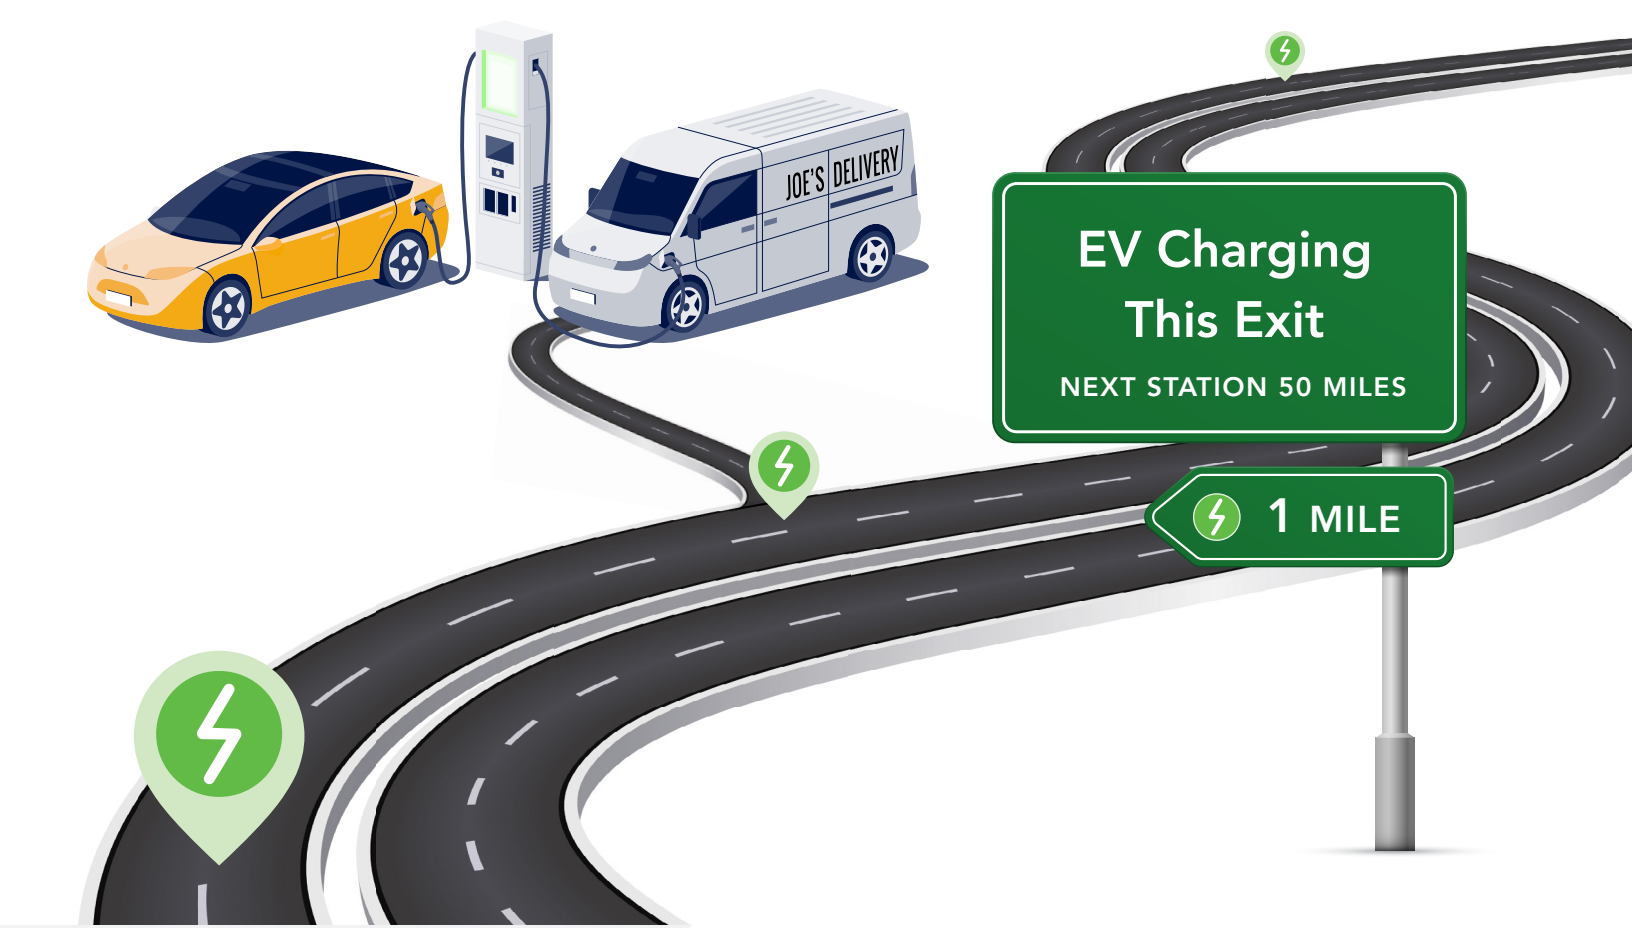 JOE'S DELIVERY
EV Charging
This Exit
NEXT STATION 50 MILES
1 MILE